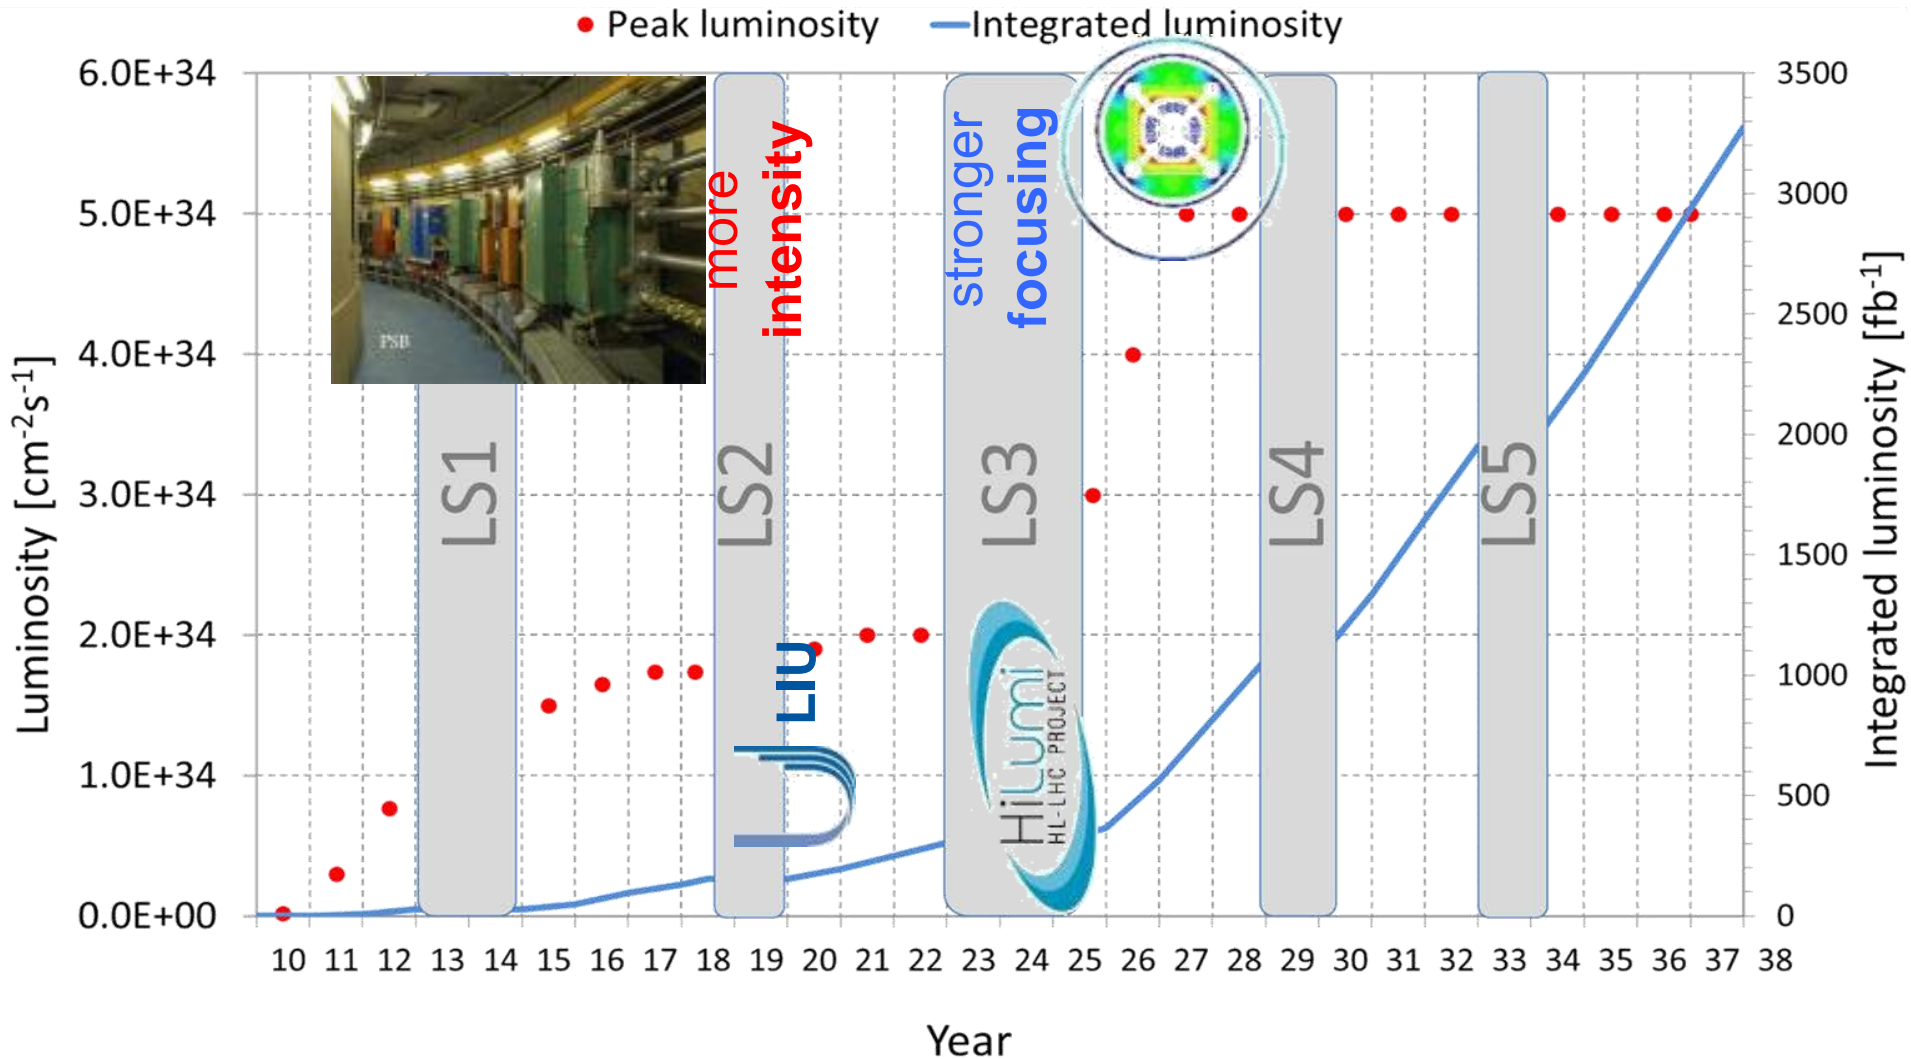 Peak luminosity
Integrated luminosity
6.0E+34
5.0E+34
4.0E+34
3.0E+34
2.0E+34
1.0E+34
0.0E+00
Luminosity [cm-2s-1]
PSB
LS1
more
intensity
LS2
LIU
stronger
focusing
LS3
HiLumi
HL-LHC PROJECT
LS4
LS5
3500
3000
2500
2000
1500
1000
500
0
Integrated luminosity [fb-1]
10 11 12 13 14 15 16 17 18 19 20 21 22 23 24 25 26 27 28 29 30 31 32 33 34 35 36 37 38
Year